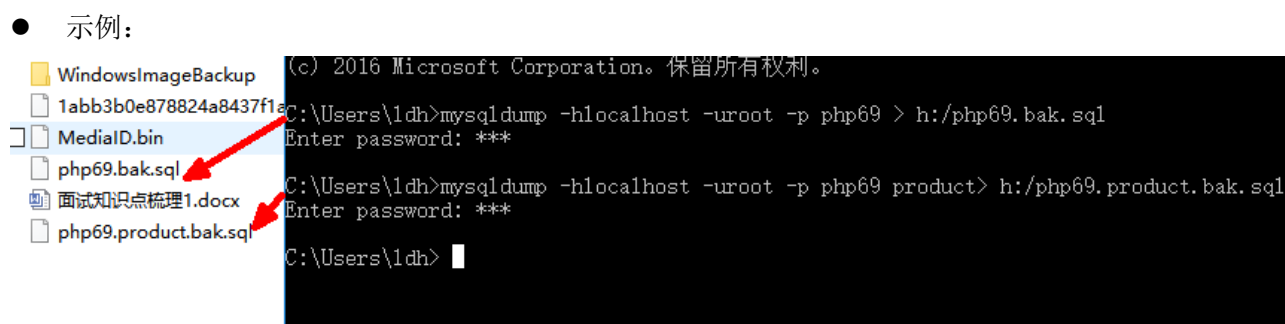 ● 示例：
WindowsImageBackup
1abb3b0e878824a8437f1a
MediaID.bin
php69.bak.sql
面试知识点梳理1.docx
php69.product.bak.sql
(c) 2016 Microsoft Corporation。保留所有权利。
C:\Users\ldh>mysqldump -hlocalhost -uroot -p php69 > h:/php69.bak.sql
Enter password: ***
C:\Users\ldh>mysqldump -hlocalhost -uroot -p php69 product> h:/php69.product.bak.sql
Enter password: ***
C:\Users\ldh>